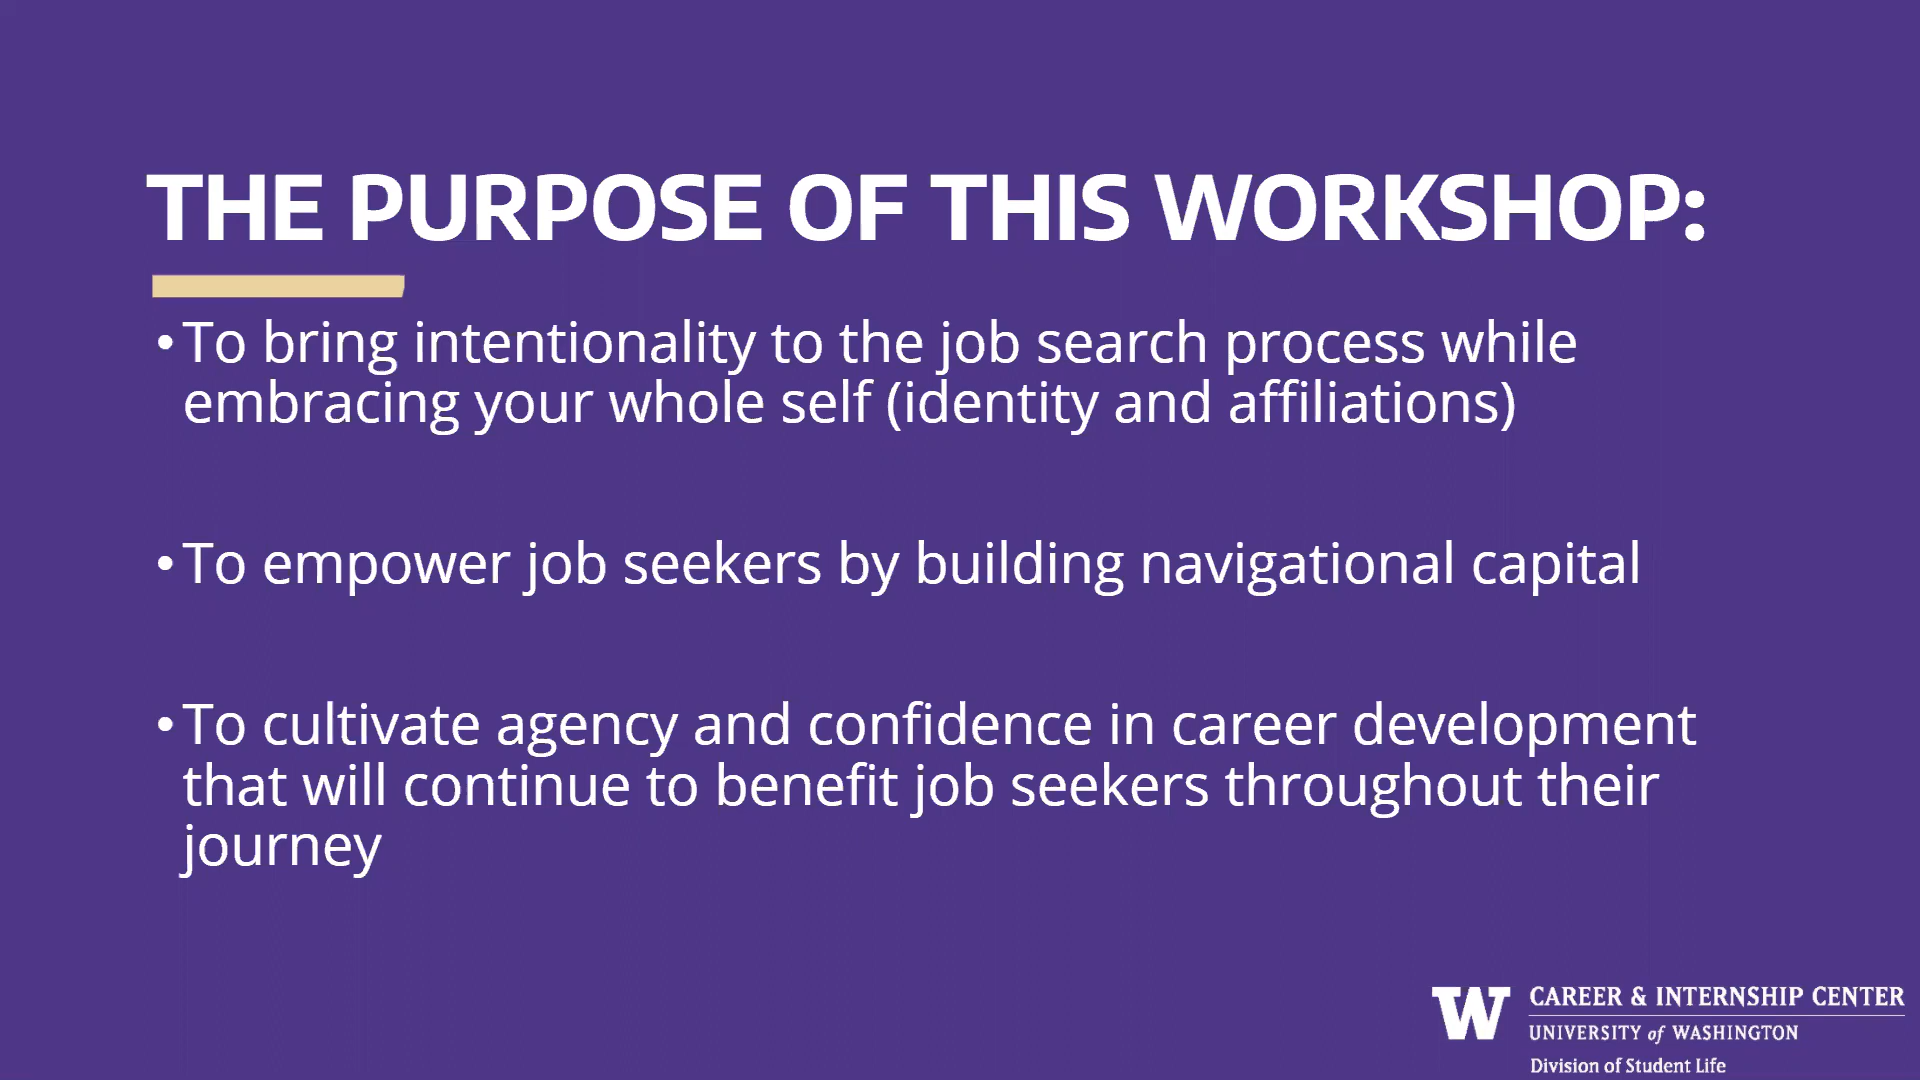 THE PURPOSE OF THIS WORKSHOP:
•To bring intentionality to the job search process while
embracing your whole self (identity and affiliations)
•To empower job seekers by building navigational capital
•To cultivate agency and confidence in career development
that will continue to benefit job seekers throughout their
journey
W CAREER & INTERNSHIP CENTER
UNIVERSITY of WASHINGTON
Division of Student Life